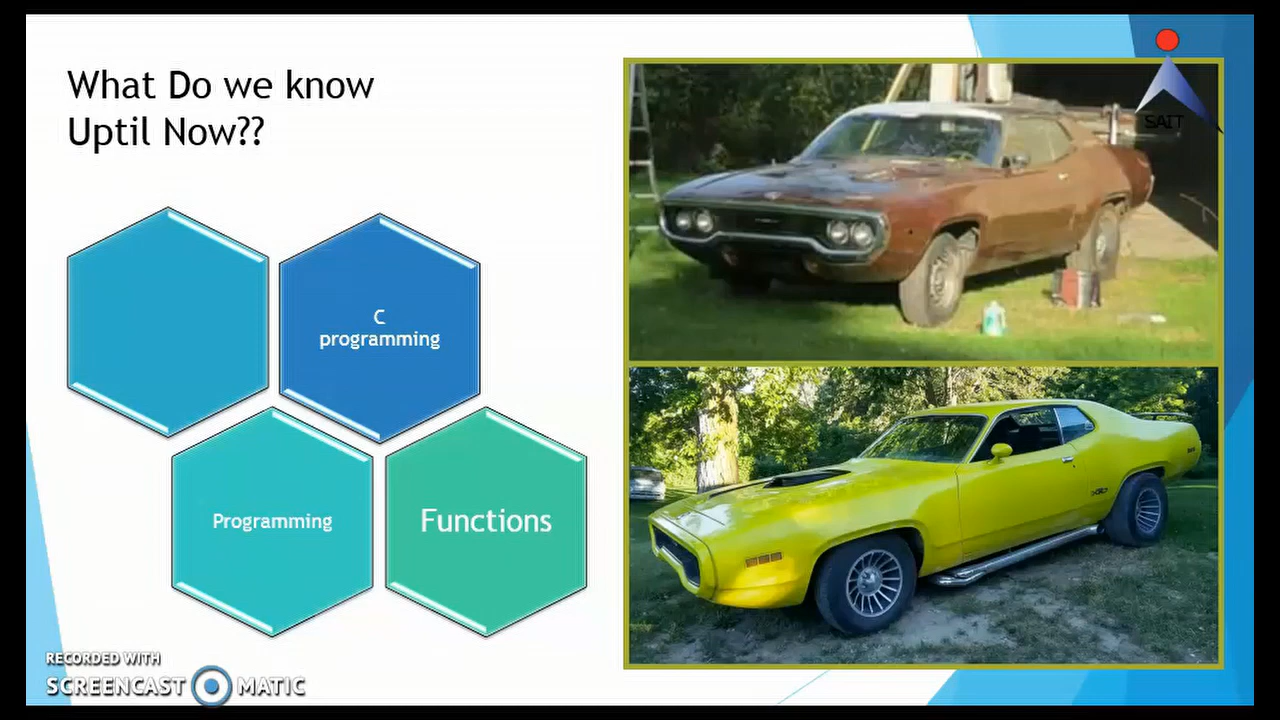 What Do we know
Uptil Now??
SAIT
C
programming
Programming
Functions
RECORDED WITH
SCREENCAST MATIC